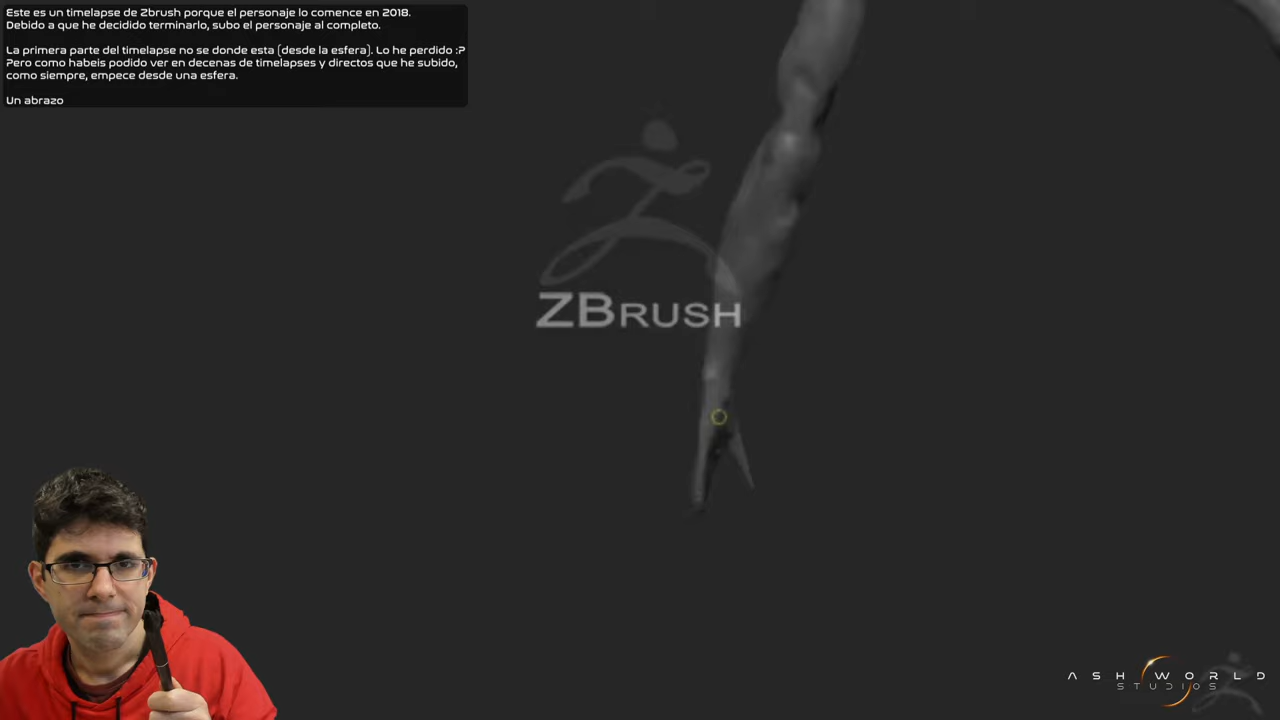 Este es un timelapse de Zbrush porque el personaje lo comence en 2018.
Debido a que he decidido terminarlo, subo el personaje al completo.
La primera parte del timelapse no se donde esta (desde la esfera). Lo he perdido :P
Pero como habeis podido ver en decenas de timelapses y directos que he subido,
como siempre, empece desde una esfera.
Un abrazo
ZBRUSH
ASHWORLD
STUDIOS